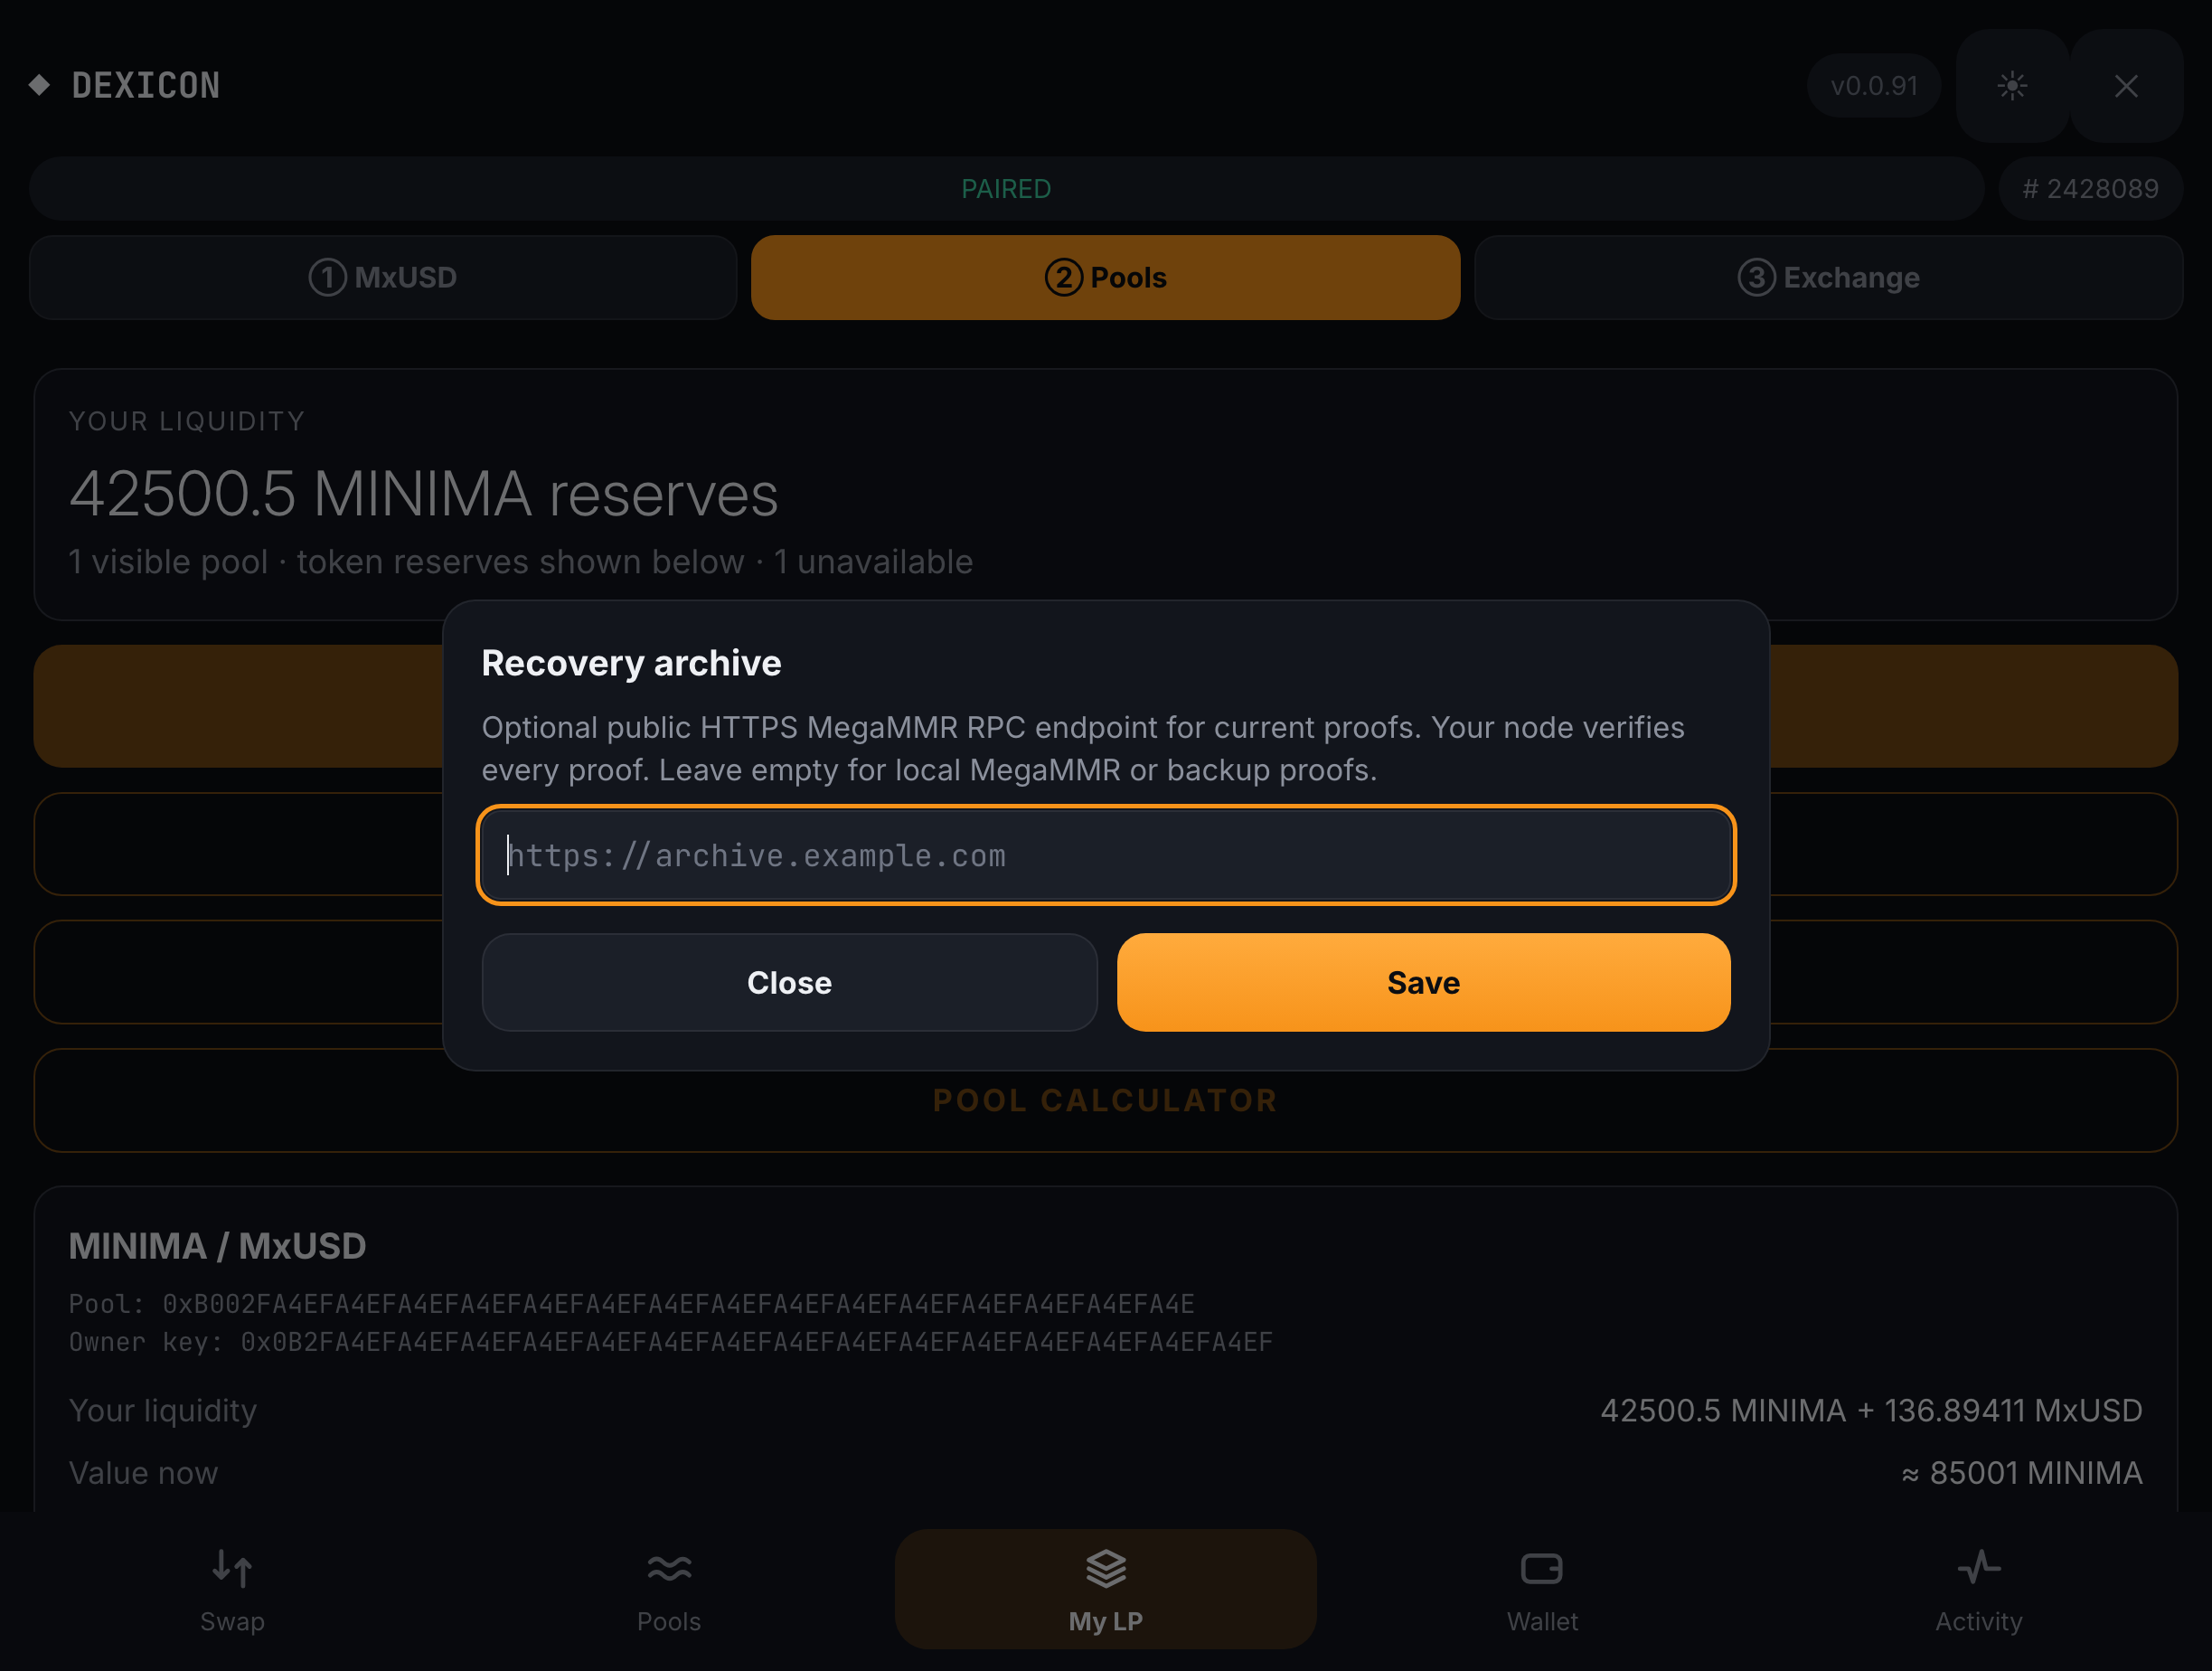 DEXICON
v0.0.91
PAIRED
# 2428089
1 MxUSD
2 Pools
3 Exchange
YOUR LIQUIDITY
42500.5 MINIMA reserves
1 visible pool · token reserves shown below · 1 unavailable
Recovery archive
Optional public HTTPS MegaMMR RPC endpoint for current proofs. Your node verifies
every proof. Leave empty for local MegaMMR or backup proofs.
https://archive.example.com
Close
Save
POOL CALCULATOR
MINIMA / MxUSD
Pool: 0xB002FA4EFA4EFA4EFA4EFA4EFA4EFA4EFA4EFA4EFA4EFA4EFA4EFA4EFA4EFA4EFA4E
Owner key: 0x0B2FA4EFA4EFA4EFA4EFA4EFA4EFA4EFA4EFA4EFA4EFA4EFA4EFA4EFA4EFA4EF
Your liquidity
42500.5 MINIMA + 136.89411 MxUSD
Value now
≈ 85001 MINIMA
Swap
Pools
My LP
Wallet
Activity